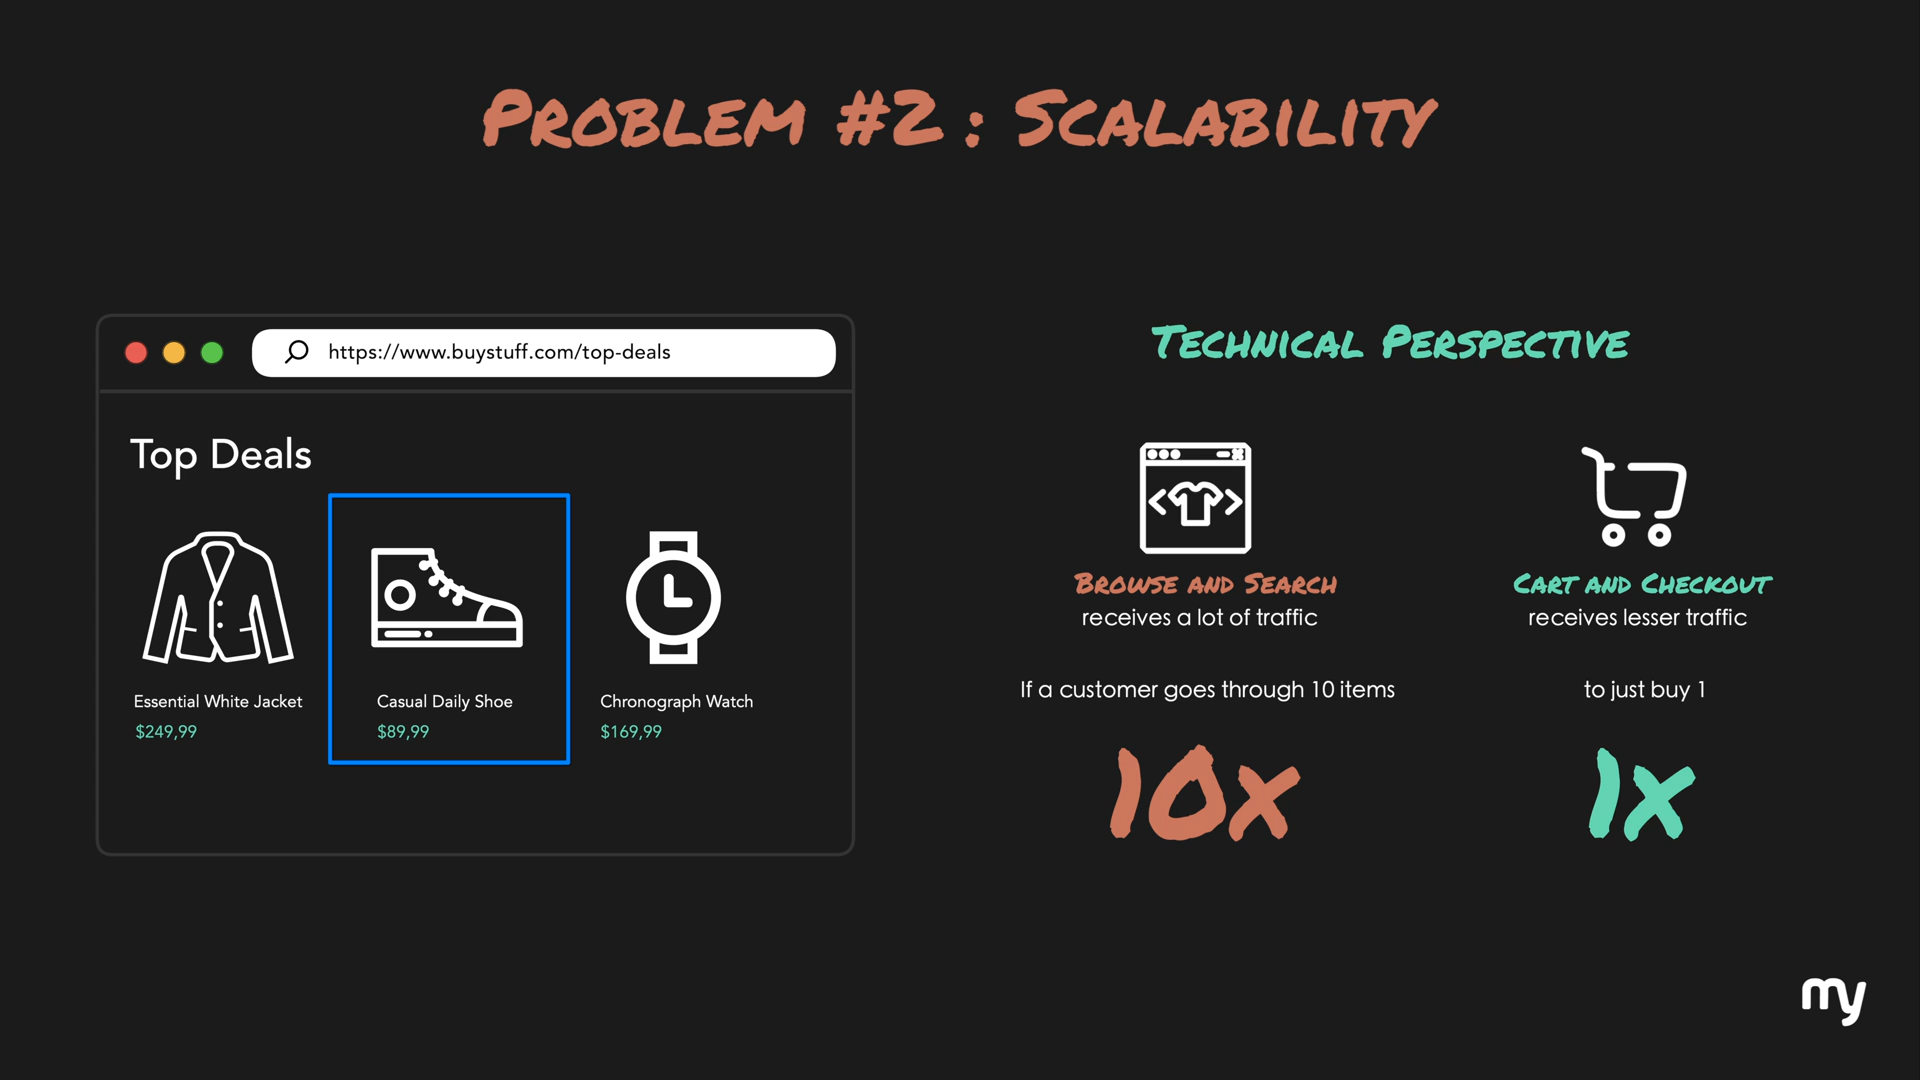 PROBLEM #2 : SCALABILITY
https://www.buystuff.com/top-deals
Top Deals
Essential White Jacket
$249,99
Casual Daily Shoe
$89,99
Chronograph Watch
$169,99
TECHNICAL PERSPECTIVE
BROWSE AND SEARCH
receives a lot of traffic
If a customer goes through 10 items
10x
CART AND CHECKOUT
receives lesser traffic
to just buy 1
1x
my